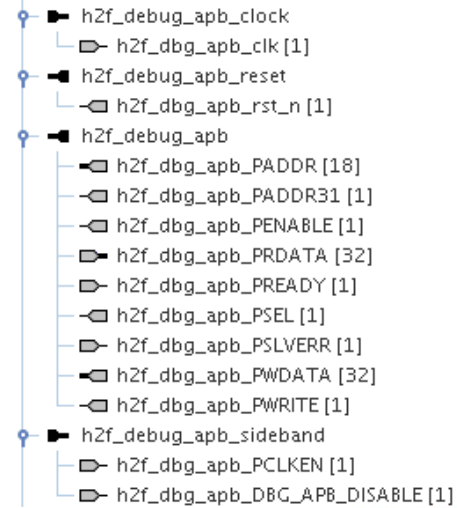 h2f_debug_apb_clock
h2f_dbg_apb_clk [1]
h2f_debug_apb_reset
h2f_dbg_apb_rst_n [1]
h2f_debug_apb
h2f_dbg_apb_PADDR [18]
h2f_dbg_apb_PADDR31 [1]
h2f_dbg_apb_PENABLE [1]
h2f_dbg_apb_PRDATA [32]
h2f_dbg_apb_PREADY [1]
h2f_dbg_apb_PSEL [1]
h2f_dbg_apb_PSLVERR [1]
h2f_dbg_apb_PWDATA [32]
h2f_dbg_apb_PWRITE [1]
h2f_debug_apb_sideband
h2f_dbg_apb_PCLKEN [1]
h2f_dbg_apb_DBG_APB_DISABLE [1]